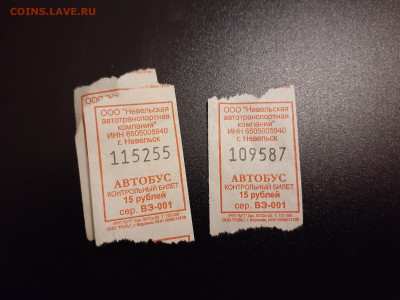 COINS.LAVE.RU
ООО
ООО "Невельская
автотранспортная
компания"
ИНН 6505005940
г. Невельск
115255
АВТОБУС
КОНТРОЛЬНЫЙ БИЛЕТ
15 рублей
сер. ВЭ-001
ООО "Невельская
автотранспортная
компания"
ИНН 6505005940
г. Невельск
109587
АВТОБУС
КОНТРОЛЬНЫЙ БИЛЕТ
15 рублей
сер. ВЭ-001